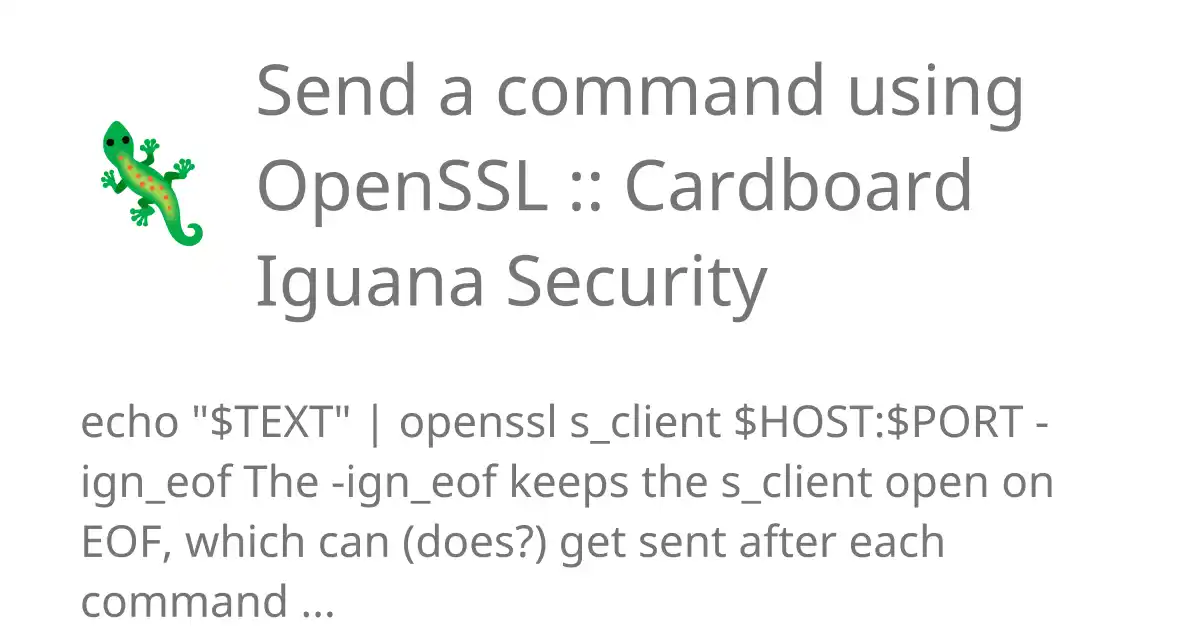 Send a command using
OpenSSL :: Cardboard
Iguana Security
echo "$TEXT" | openssl s_client $HOST:$PORT -
ign_eof The -ign_eof keeps the s_client open on
EOF, which can (does?) get sent after each
command ...